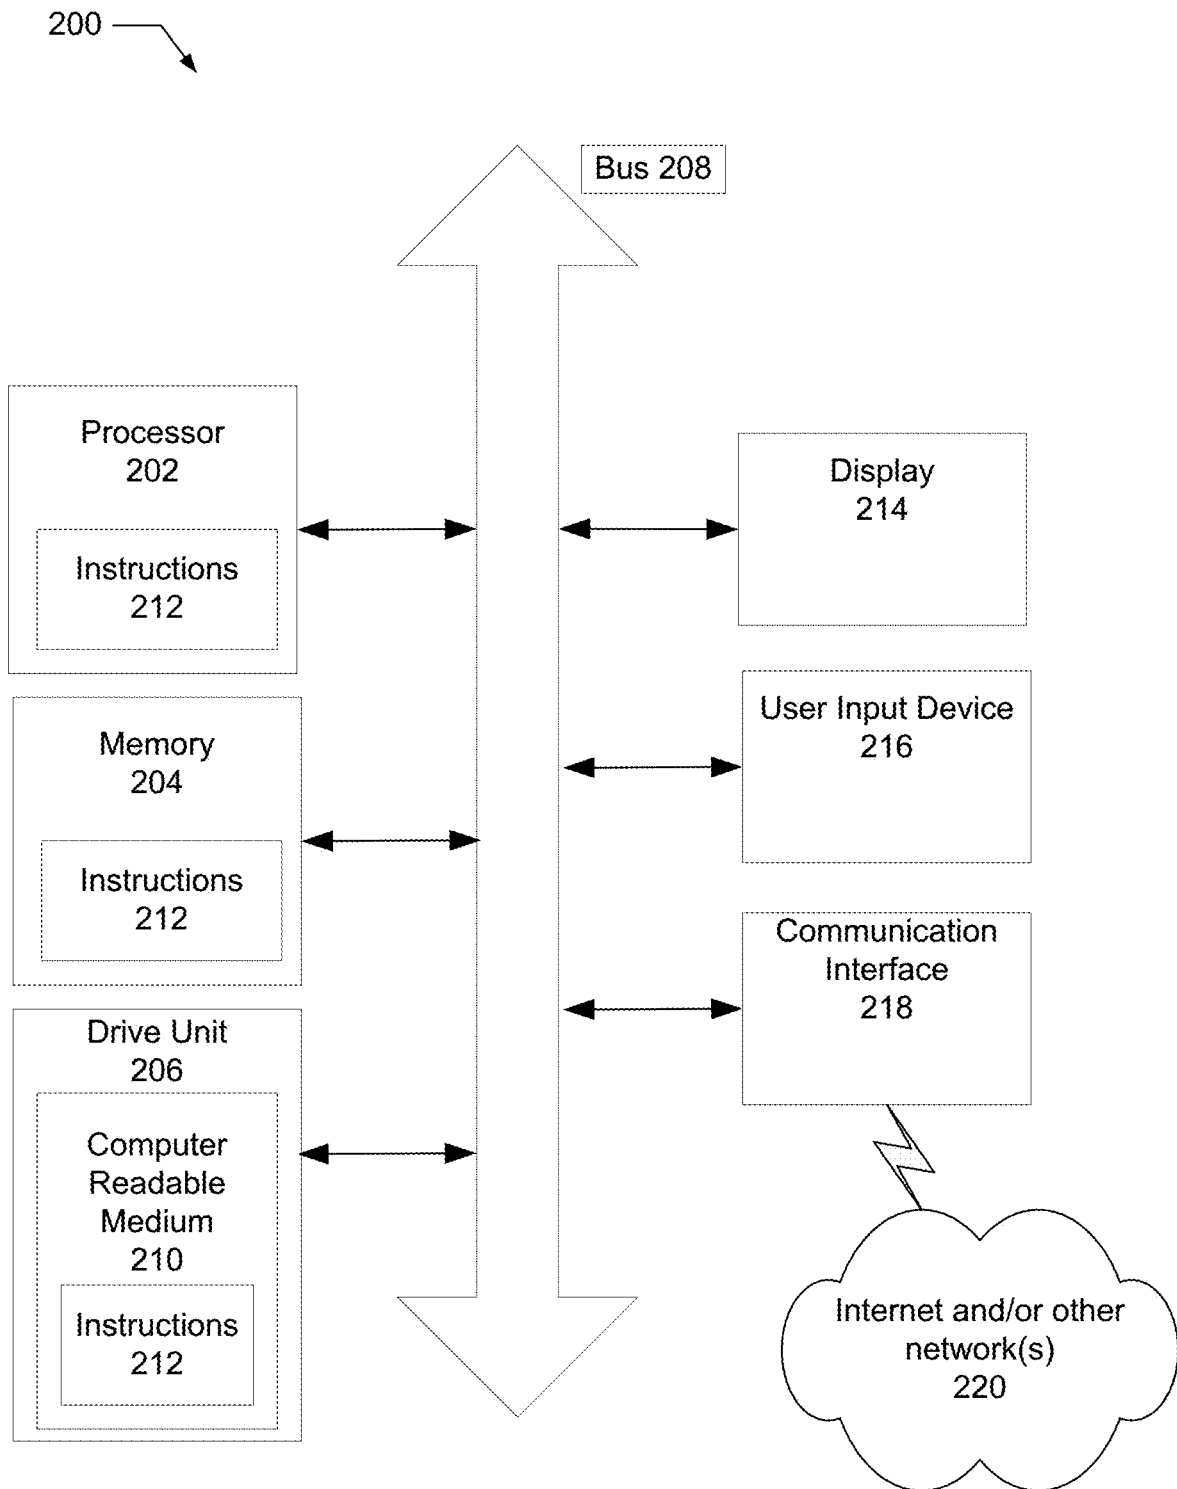 200
Bus 208
Processor
202
Instructions
212
Memory
204
Instructions
212
Drive Unit
206
Computer
Readable
Medium
210
Instructions
212
Display
214
User Input Device
216
Communication
Interface
218
Internet and/or other
network(s)
220